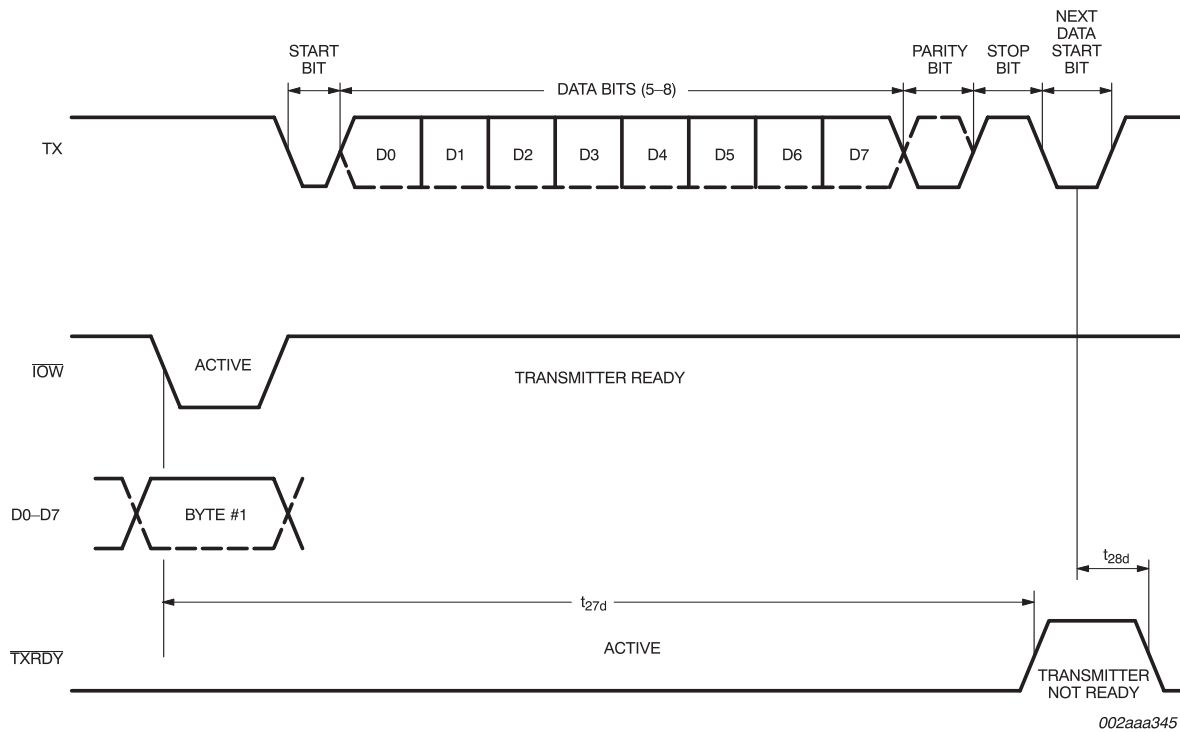 NEXT
DATA
START
BIT
START
BIT
PARITY
BIT
STOP
BIT
DATA BITS (5–8)
TX
D0
D1
D2
D3
D4
D5
D6
D7
IOW
ACTIVE
TRANSMITTER READY
D0–D7
BYTE #1
t28d
t27d
TXRDY
ACTIVE
TRANSMITTER
NOT READY
002aaa345